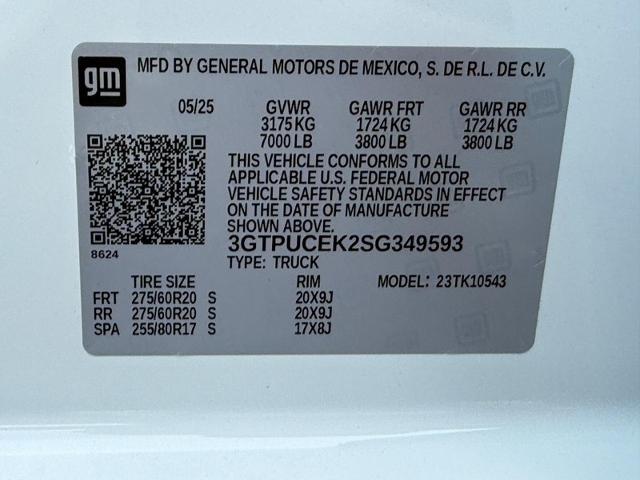 gm
MFD BY GENERAL MOTORS DE MEXICO, S. DE R.L. DE C.V.
05/25 GVWR GAWR FRT GAWR RR
3175 KG 1724 KG 1724 KG
7000 LB 3800 LB 3800 LB
THIS VEHICLE CONFORMS TO ALL
APPLICABLE U.S. FEDERAL MOTOR
VEHICLE SAFETY STANDARDS IN EFFECT
ON THE DATE OF MANUFACTURE
SHOWN ABOVE.
8624
3GTPUCEK2SG349593
TYPE: TRUCK
TIRE SIZE RIM MODEL: 23TK10543
FRT 275/60R20 S 20X9J
RR 275/60R20 S 20X9J
SPA 255/80R17 S 17X8J